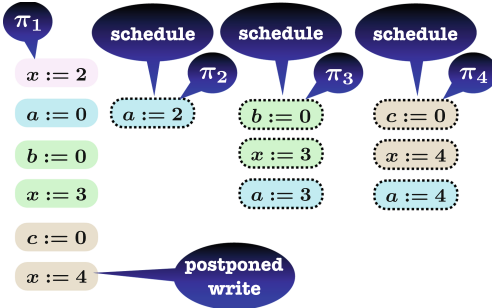 π₁
schedule
schedule
schedule
π₂
π₃
π₄
x := 2
a := 0
a := 2
b := 0
c := 0
b := 0
x := 3
x := 4
x := 3
a := 3
a := 4
c := 0
x := 4
postponed
write